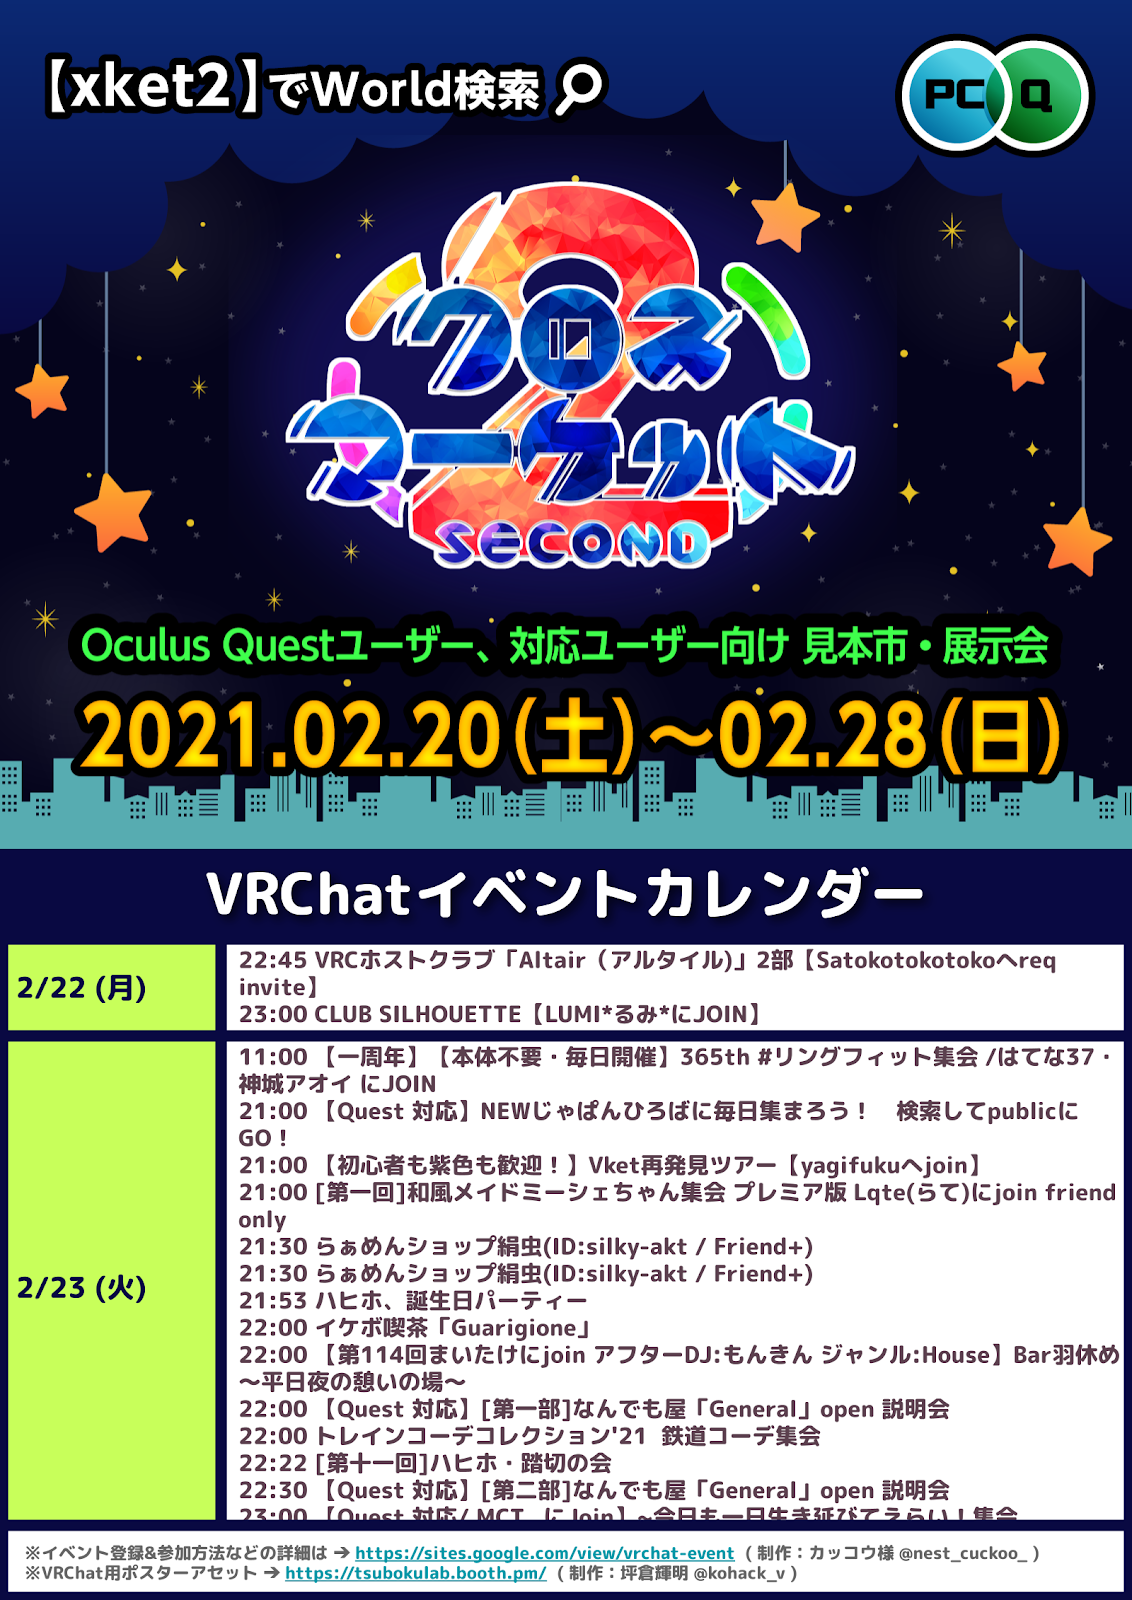 【xket2】でWorld検索
PC Q
2
クロス
マーケット
SECOND
Oculus Questユーザー、対応ユーザー向け 見本市・展示会
2021.02.20(土)～02.28(日)
VRChatイベントカレンダー
2/22 (月)
22:45 VRCホストクラブ「Altair（アルタイル)」2部【Satokotokotokoへreq
invite】
23:00 CLUB SILHOUETTE【LUMI*るみ*にJOIN】
2/23 (火)
11:00 【一周年】【本体不要・毎日開催】365th #リングフィット集会 /はてな37・
神城アオイ にJOIN
21:00 【Quest 対応】NEWじゃぱんひろばに毎日集まろう！　検索してpublicに
GO！
21:00 【初心者も紫色も歓迎！】Vket再発見ツアー【yagifukuへjoin】
21:00 [第一回]和風メイドミーシェちゃん集会 プレミア版 Lqte(らて)にjoin friend
only
21:30 らぁめんショップ絹虫(ID:silky-akt / Friend+)
21:30 らぁめんショップ絹虫(ID:silky-akt / Friend+)
21:53 ハヒホ、誕生日パーティー
22:00 イケボ喫茶「Guarigione」
22:00 【第114回まいたけにjoin アフターDJ:もんきん ジャンル:House】Bar羽休め
～平日夜の憩いの場～
22:00 【Quest 対応】[第一部]なんでも屋「General」open 説明会
22:00 トレインコーデコレクション'21 鉄道コーデ集会
22:22 [第十一回]ハヒホ・踏切の会
22:30 【Quest 対応】[第二部]なんでも屋「General」open 説明会
23:00 【Quest 対応/ MCT_ にJoin】~今日も一日生き延びてえらい！集会
※イベント登録&参加方法などの詳細は → https://sites.google.com/view/vrchat-event ( 制作：カッコウ様 @nest_cuckoo_ )
※VRChat用ポスターアセット → https://tsubokulab.booth.pm/ ( 制作：坪倉輝明 @kohack_v )